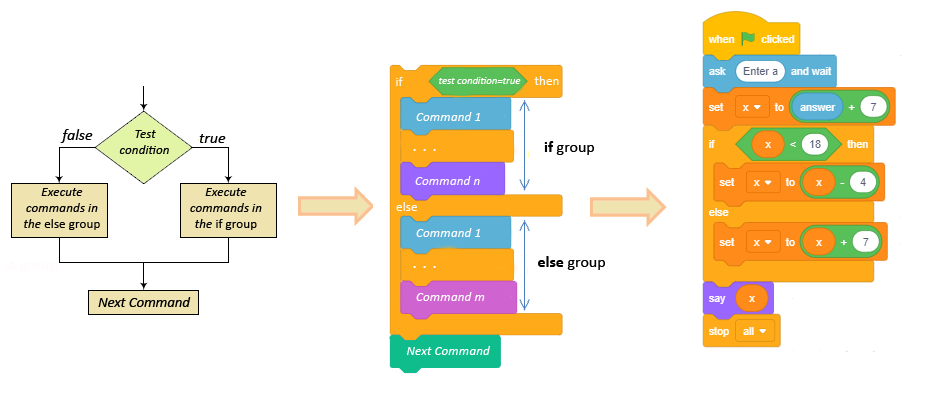 false
Test
condition
true
Execute
commands in
the else group
Execute
commands in
the if group
Next Command
if test condition=true then
Command 1
. . .
Command n
if group
else
Command 1
. . .
Command m
else group
Next Command
when clicked
ask Enter a and wait
set x to answer + 7
if x < 18 then
set x to x - 4
else
set x to x + 7
say x
stop all